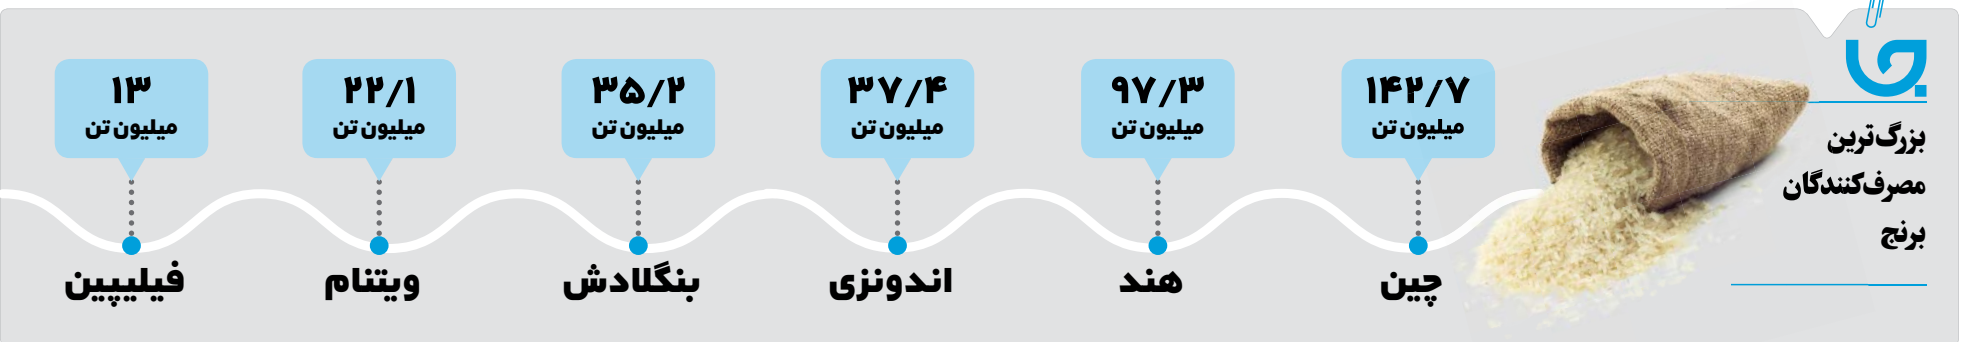 بزرگ‌ترین
مصرف‌کنندگان
برنج
۱۴۲/۷
میلیون تن
چین
۹۷/۳
میلیون تن
هند
۳۷/۴
میلیون تن
اندونزی
۳۵/۲
میلیون تن
بنگلادش
۲۲/۱
میلیون تن
ویتنام
۱۳
میلیون تن
فیلیپین